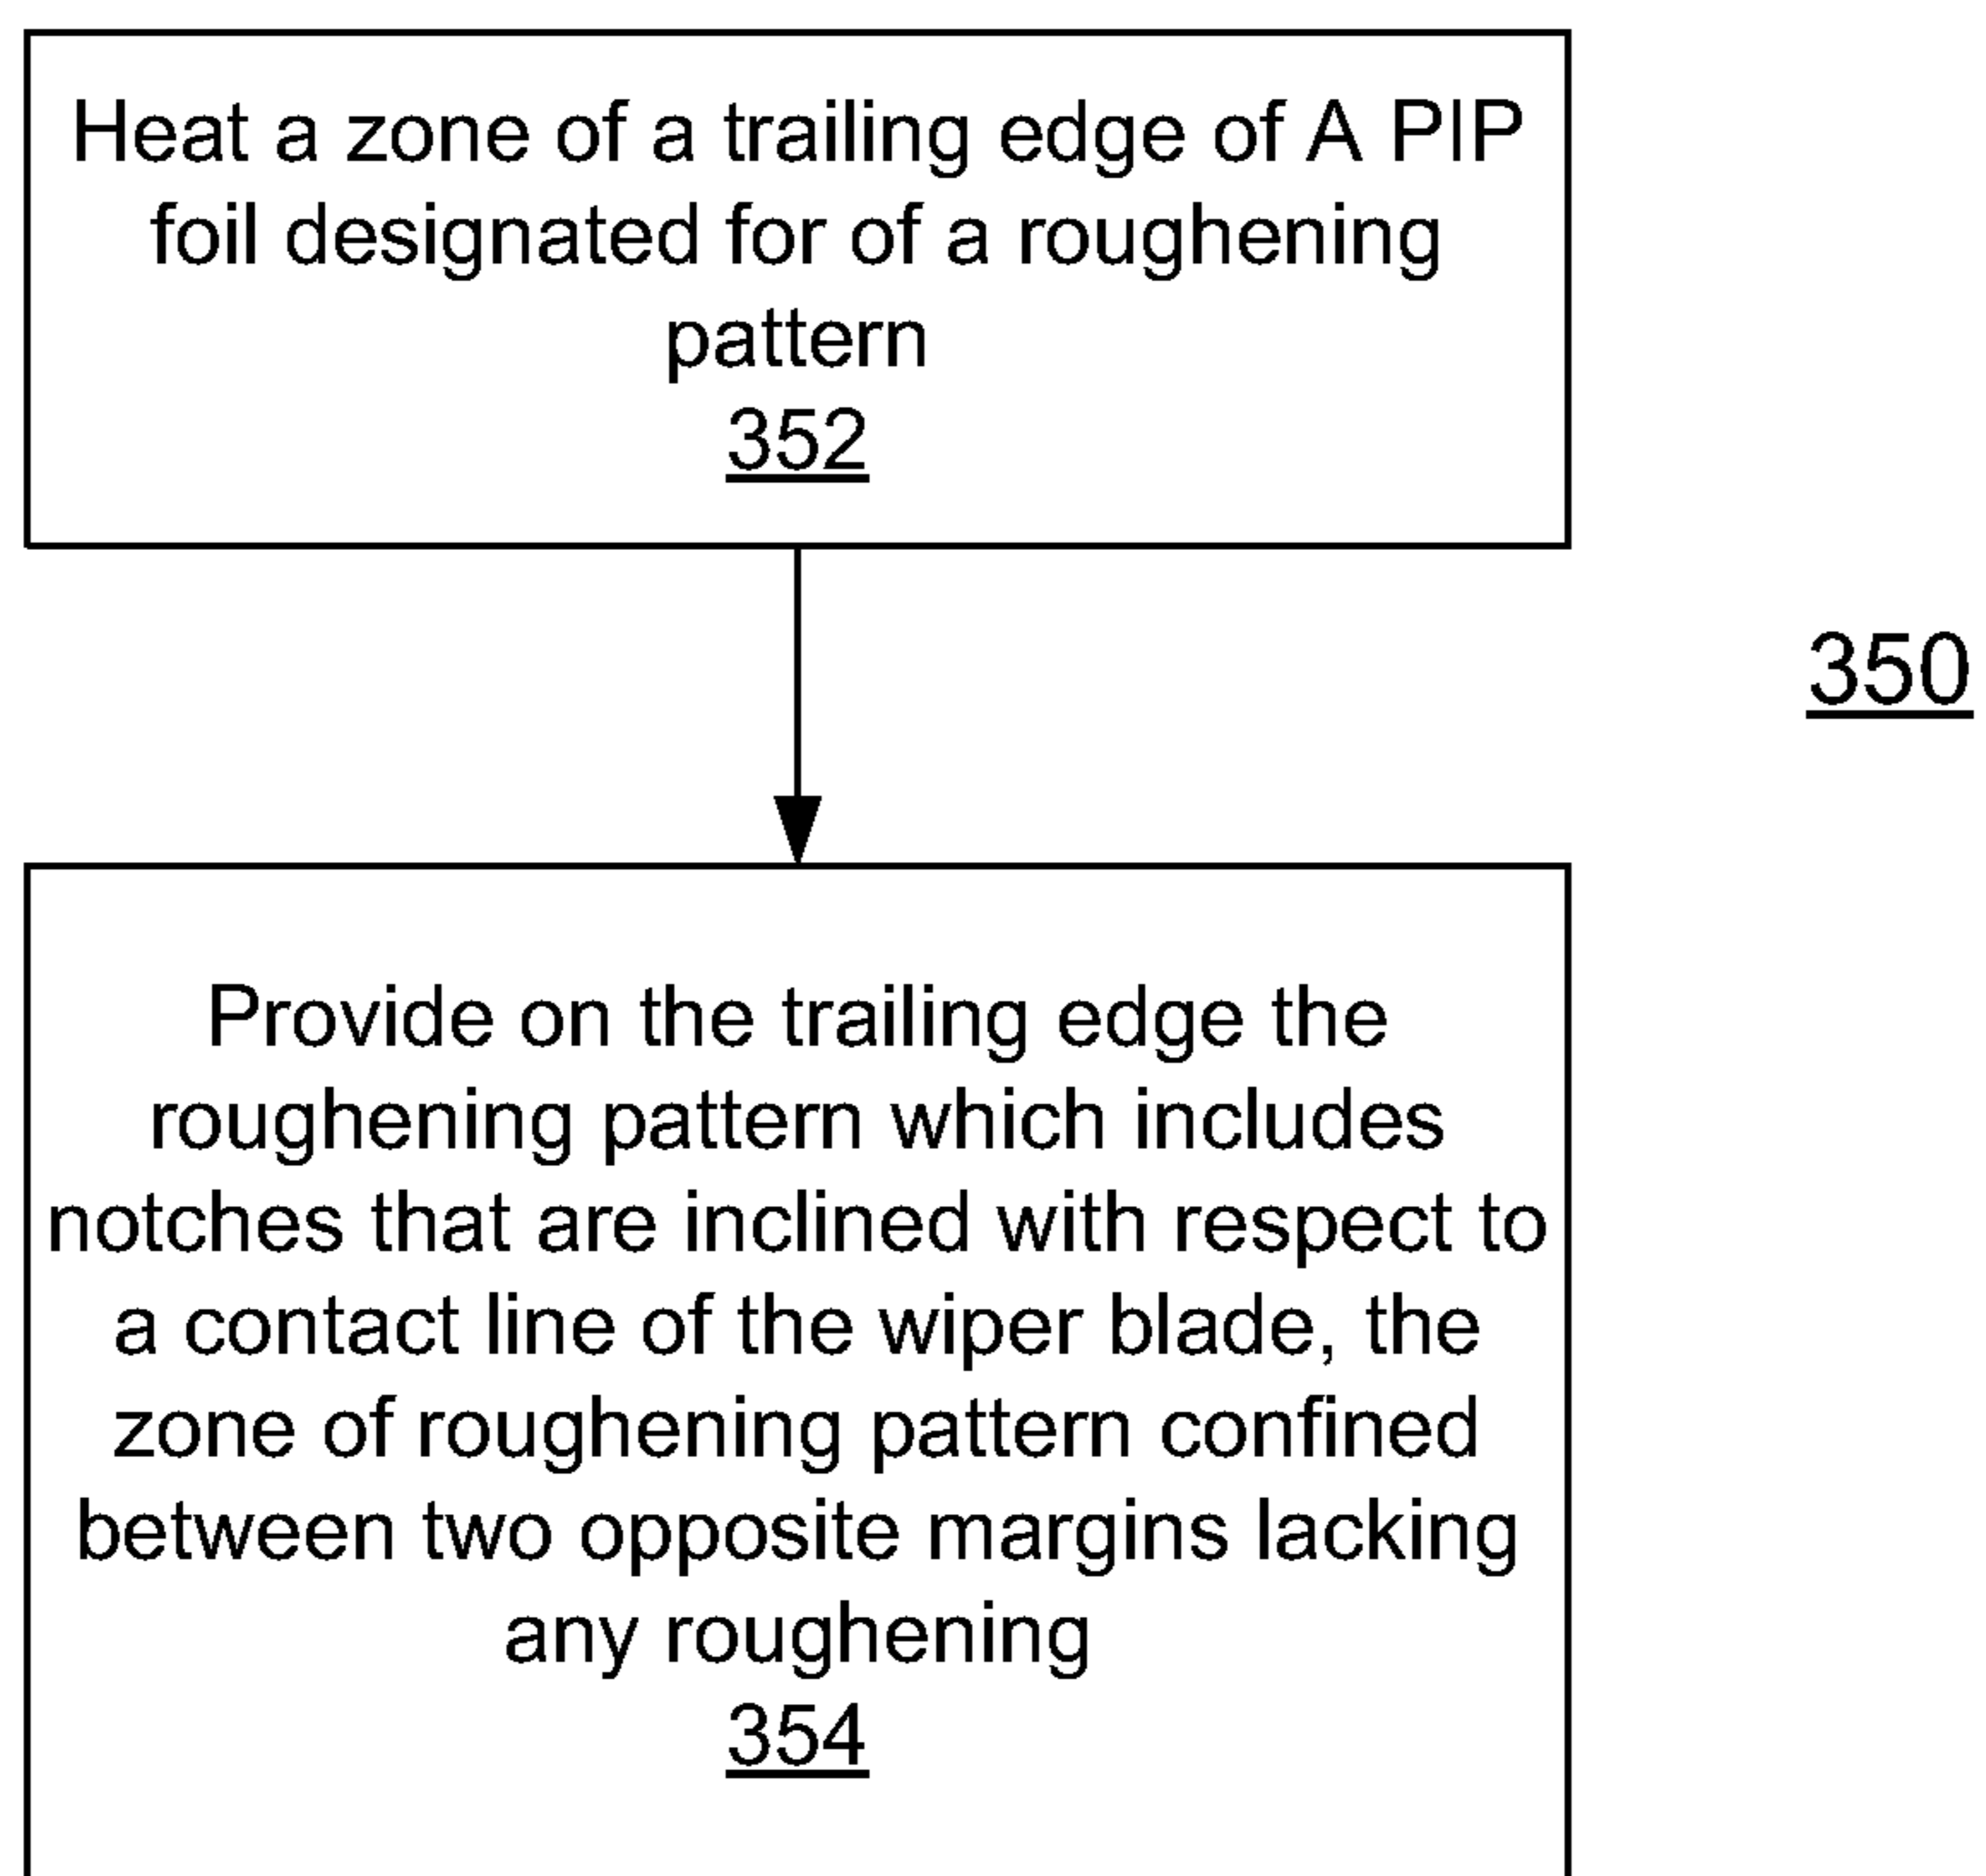 Heat a zone of a trailing edge of A PIP
foil designated for of a roughening
pattern
352
350
Provide on the trailing edge the
roughening pattern which includes
notches that are inclined with respect to
a contact line of the wiper blade, the
zone of roughening pattern confined
between two opposite margins lacking
any roughening
354